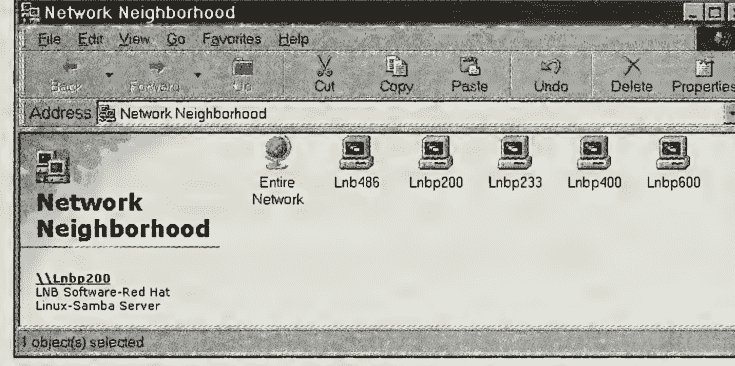 Network Neighborhood
File Edit View Go Favorites Help
Back Forward Up Cut Copy Paste Undo Delete Properties
Address Network Neighborhood
Entire Network
Lnb486
Lnbp200
Lnbp233
Lnbp400
Lnbp600
Network
Neighborhood
\\Lnbp200
LNB Software-Red Hat
Linux-Samba Server
1 object(s) selected